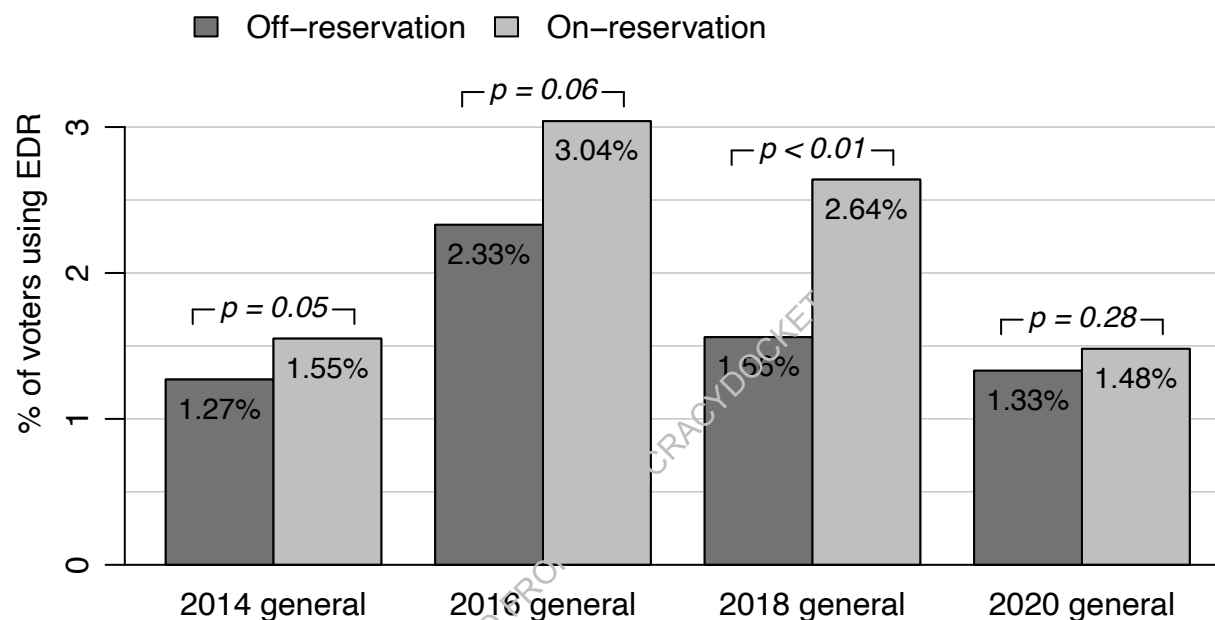 Off−reservation On−reservation
% of voters using EDR
3
2
1
0
p = 0.05
p = 0.06
p < 0.01
p = 0.28
1.27%
1.55%
2.33%
3.04%
2.64%
1.33%
1.48%
CRACYDOCKET
2014 general 2016 general 2018 general 2020 general